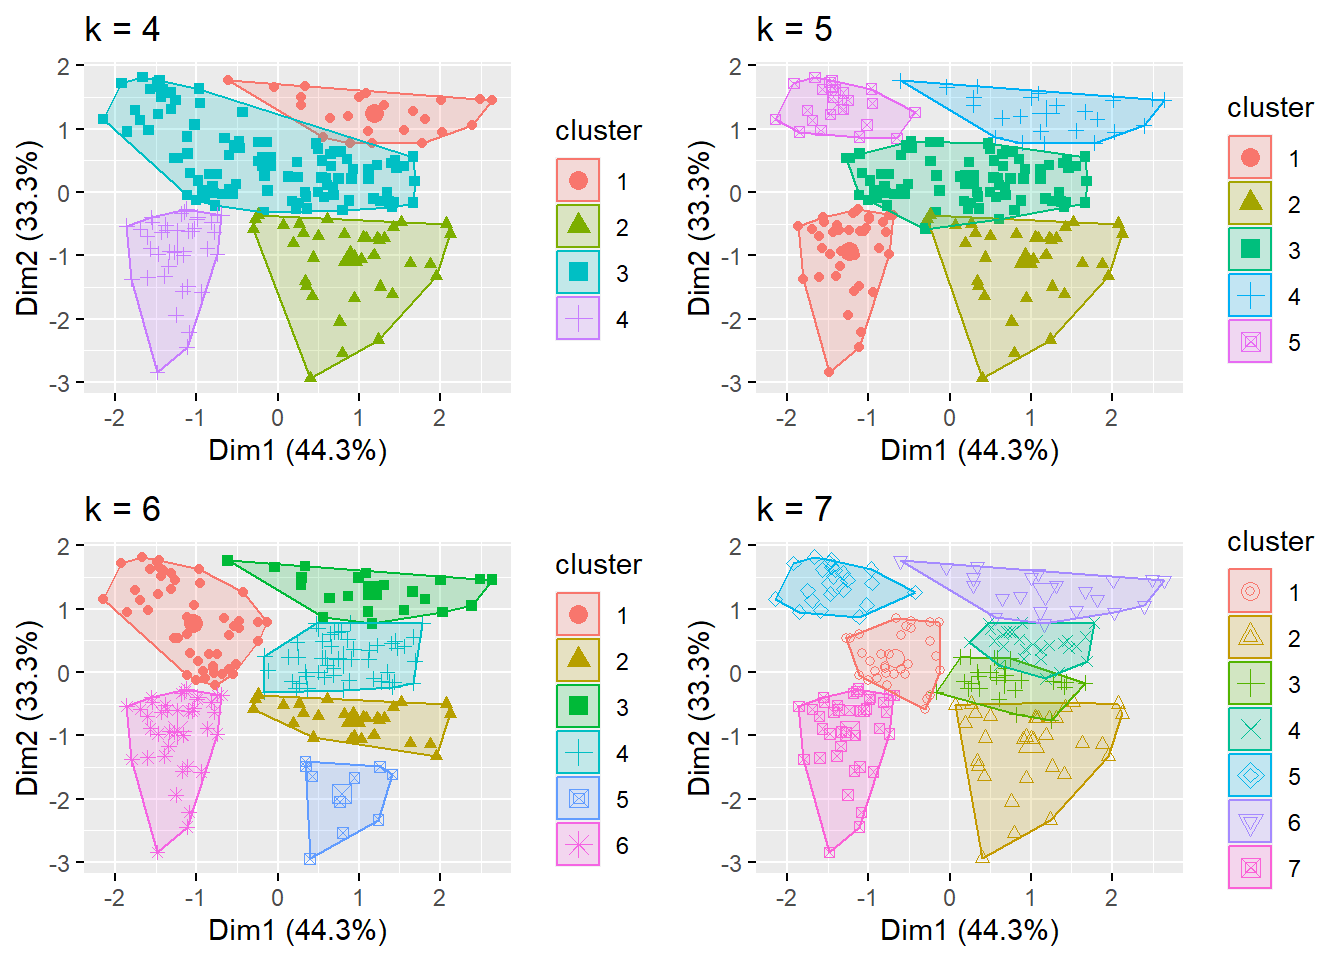 k = 4
2
1
0
-1
-2
-3
Dim2 (33.3%)
-2 -1 0 1 2
Dim1 (44.3%)
cluster
1
2
3
4
k = 5
2
1
0
-1
-2
-3
Dim2 (33.3%)
-2 -1 0 1 2
Dim1 (44.3%)
cluster
1
2
3
4
5
k = 6
2
1
0
-1
-2
-3
Dim2 (33.3%)
-2 -1 0 1 2
Dim1 (44.3%)
cluster
1
2
3
4
5
6
k = 7
2
1
0
-1
-2
-3
Dim2 (33.3%)
-2 -1 0 1 2
Dim1 (44.3%)
cluster
1
2
3
4
5
6
7